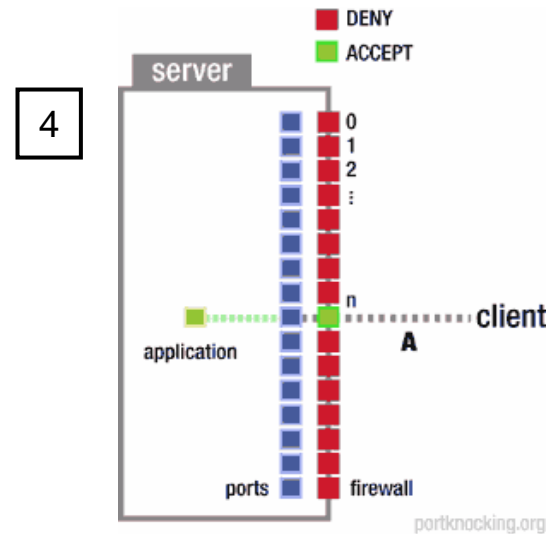 DENY
ACCEPT
server
4
0
1
2
⋮
n
client
A
application
ports
firewall
portknocking.org